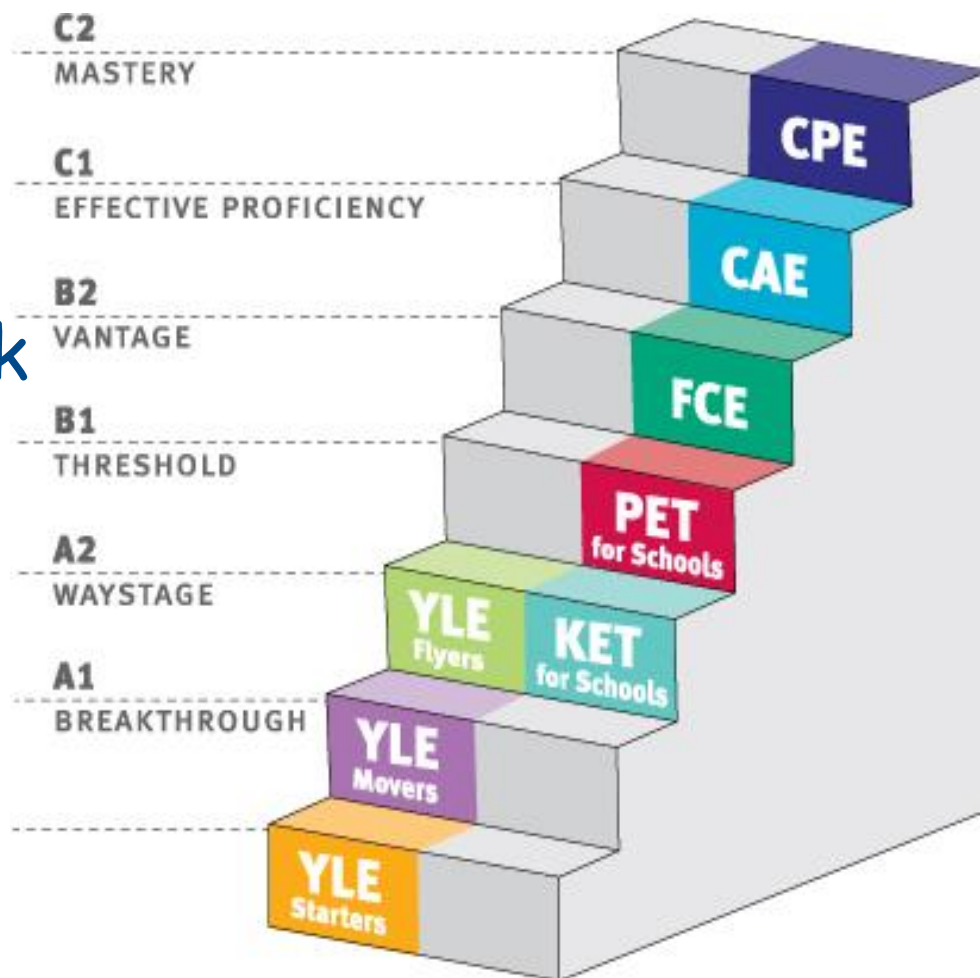 C2
MASTERY
C1
EFFECTIVE PROFICIENCY
B2
VANTAGE
k
B1
THRESHOLD
A2
WAYSTAGE
A1
BREAKTHROUGH
CPE
CAE
FCE
PET
for Schools
YLE
Flyers
KET
for Schools
YLE
Movers
YLE
Starters